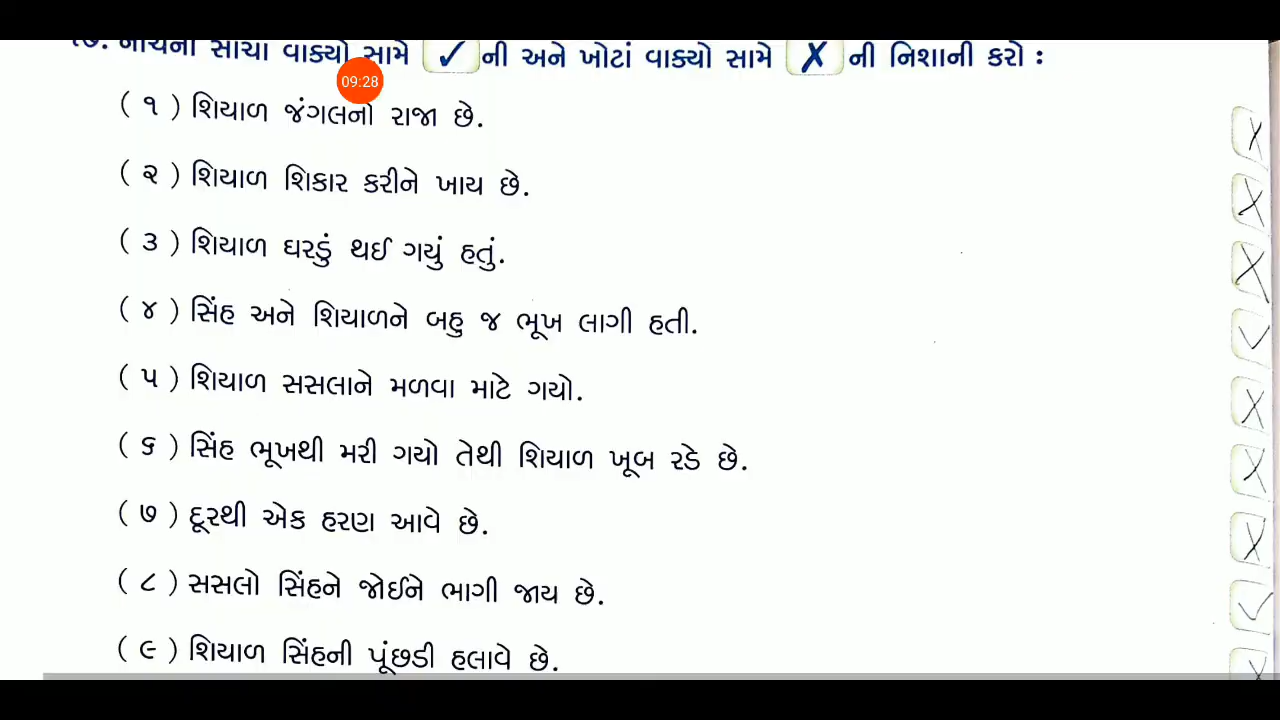 ૧૭. નીચેનાં સાચાં વાક્યો સામે ✓ ની અને ખોટાં વાક્યો સામે ✗ ની નિશાની કરો :
09:28
( ૧ ) શિયાળ જંગલનો રાજા છે. ✗
( ૨ ) શિયાળ શિકાર કરીને ખાય છે. ✗
( ૩ ) શિયાળ ઘરડું થઈ ગયું હતું. ✗
( ૪ ) સિંહ અને શિયાળને બહુ જ ભૂખ લાગી હતી. ✓
( ૫ ) શિયાળ સસલાને મળવા માટે ગયો. ✗
( ૬ ) સિંહ ભૂખથી મરી ગયો તેથી શિયાળ ખૂબ રડે છે. ✗
( ૭ ) દૂરથી એક હરણ આવે છે. ✗
( ૮ ) સસલો સિંહને જોઈને ભાગી જાય છે. ✓
( ૯ ) શિયાળ સિંહની પૂંછડી હલાવે છે. ✗